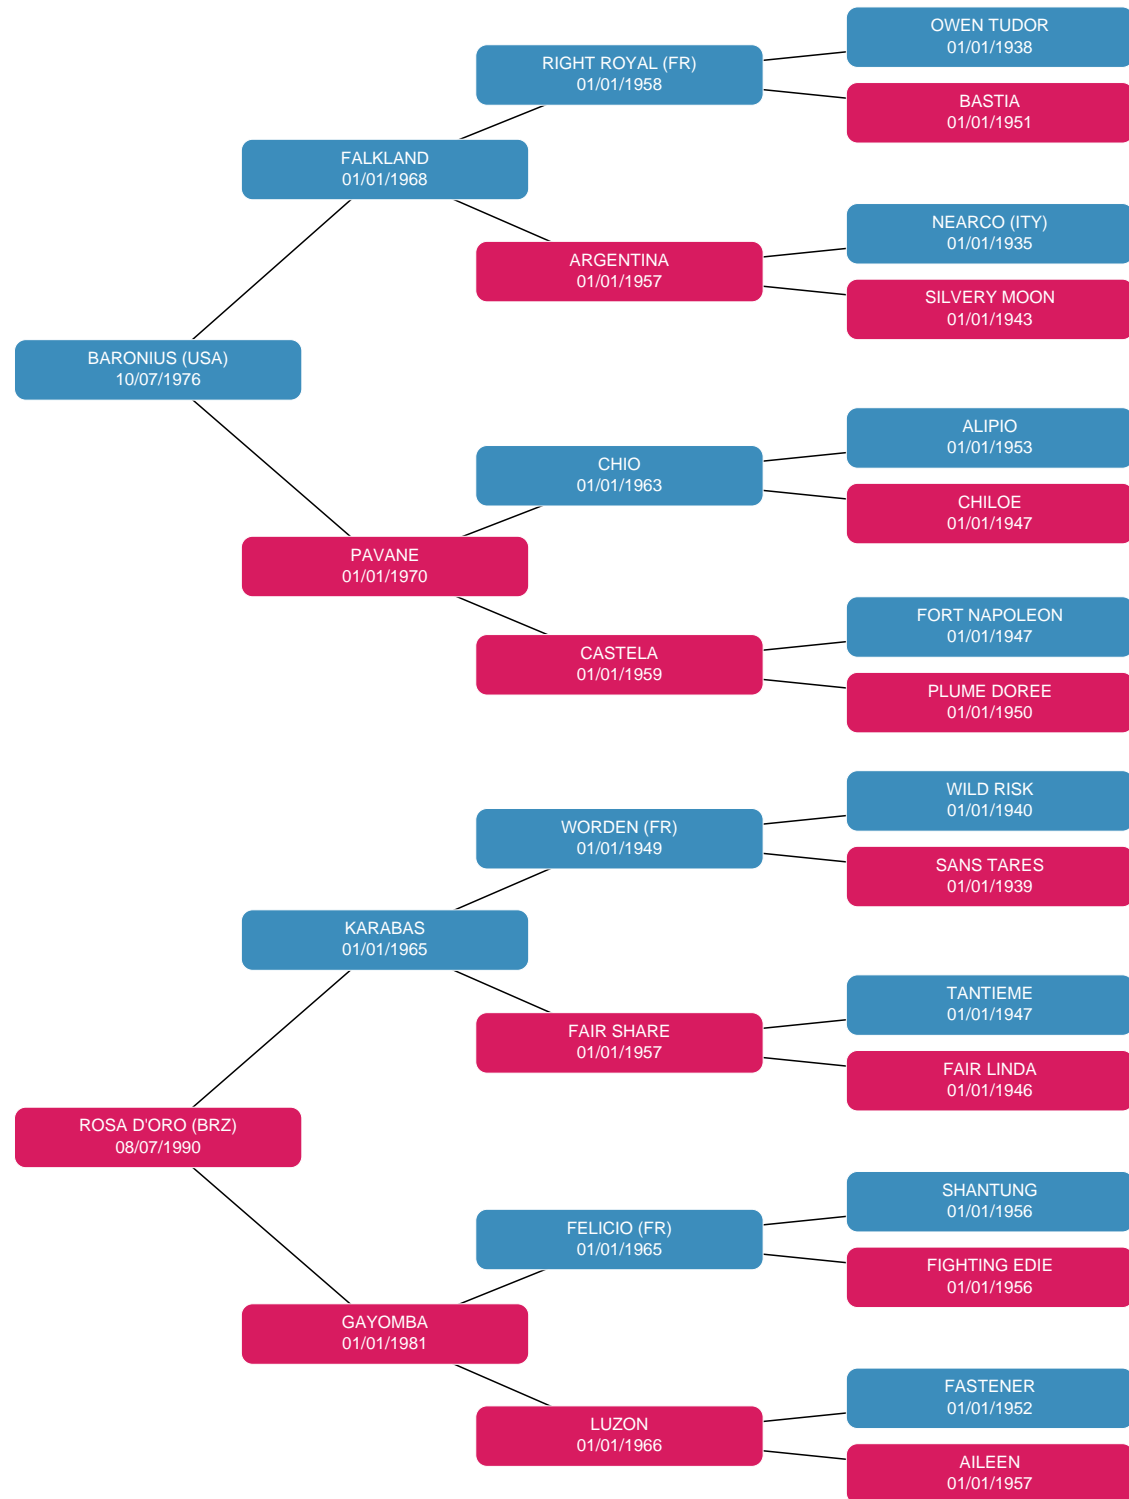 OWEN TUDOR
01/01/1938
RIGHT ROYAL (FR)
01/01/1958
BASTIA
01/01/1951
FALKLAND
01/01/1968
NEARCO (ITY)
01/01/1935
ARGENTINA
01/01/1957
SILVERY MOON
01/01/1943
BARONIUS (USA)
10/07/1976
ALIPIO
01/01/1953
CHIO
01/01/1963
CHILOE
01/01/1947
PAVANE
01/01/1970
FORT NAPOLEON
01/01/1947
CASTELA
01/01/1959
PLUME DOREE
01/01/1950
WILD RISK
01/01/1940
WORDEN (FR)
01/01/1949
SANS TARES
01/01/1939
KARABAS
01/01/1965
TANTIEME
01/01/1947
FAIR SHARE
01/01/1957
FAIR LINDA
01/01/1946
ROSA D'ORO (BRZ)
08/07/1990
SHANTUNG
01/01/1956
FELICIO (FR)
01/01/1965
FIGHTING EDIE
01/01/1956
GAYOMBA
01/01/1981
FASTENER
01/01/1952
LUZON
01/01/1966
AILEEN
01/01/1957